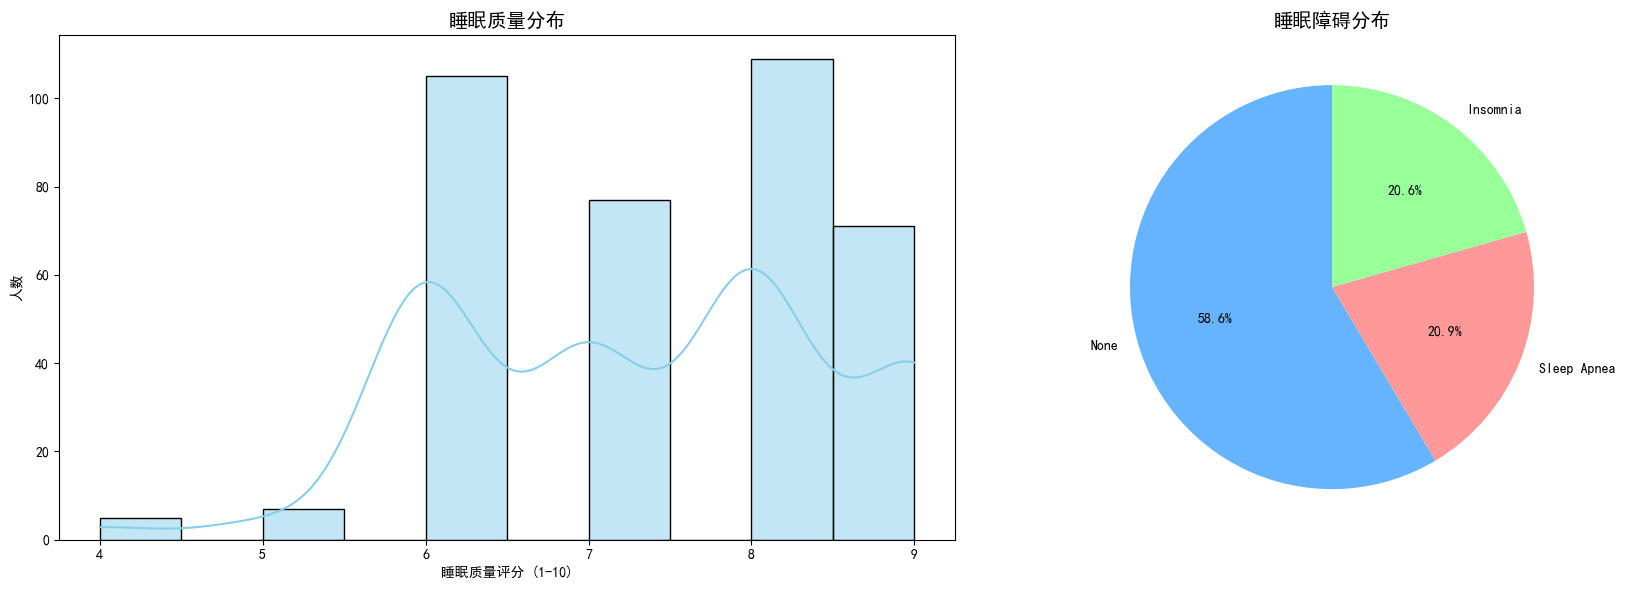 睡眠质量分布
人数
100
80
60
40
20
0
4 5 6 7 8 9
睡眠质量评分 (1-10)
睡眠障碍分布
Insomnia
20.6%
58.6%
20.9%
None
Sleep Apnea